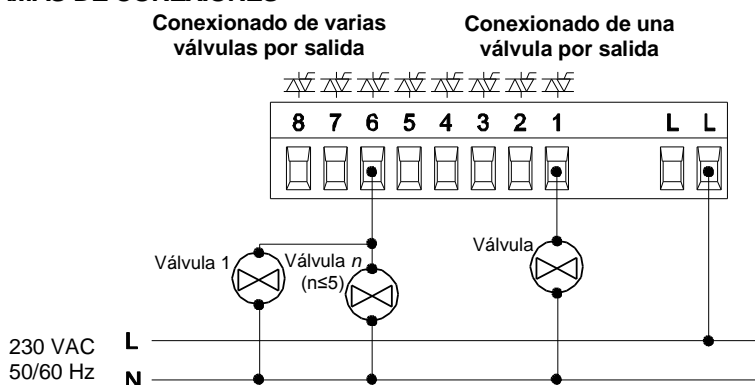 Conexionado de varias
válvulas por salida
Conexionado de una
válvula por salida
8 7 6 5 4 3 2 1 L L
Válvula 1
Válvula n
(n≤5)
Válvula
230 VAC
50/60 Hz
L
N